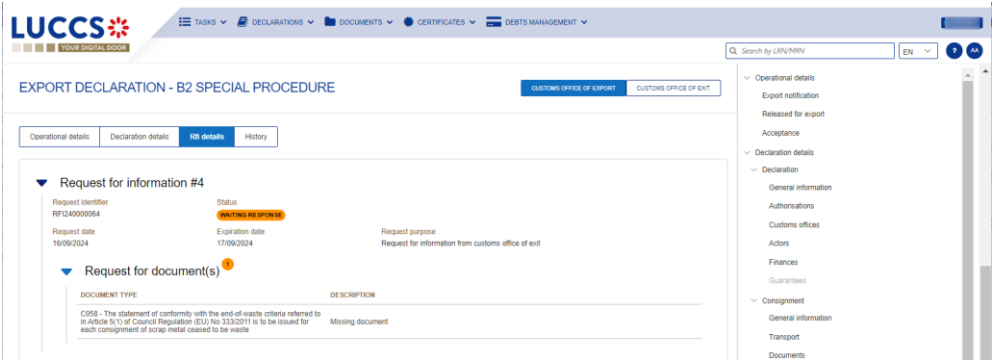 LUCCS
YOUR DIGITAL DOOR
TASKS
DECLARATIONS
DOCUMENTS
CERTIFICATES
DEBTS MANAGEMENT
Search by LRN/MRN
EN
?
AA
EXPORT DECLARATION - B2 SPECIAL PROCEDURE
CUSTOMS OFFICE OF EXPORT
CUSTOMS OFFICE OF EXIT
Operational details
Declaration details
RfI details
History
Request for information #4
Request identifier
RFI240000064
Status
WAITING RESPONSE
Request date
16/09/2024
Expiration date
17/09/2024
Request purpose
Request for information from customs office of exit
Request for document(s) 1
DOCUMENT TYPE
DESCRIPTION
C058 - The statement of conformity with the end-of-waste criteria referred to
in Article 5(1) of Council Regulation (EU) No 333/2011 is to be issued for
each consignment of scrap metal ceased to be waste
Missing document
Operational details
Export notification
Released for export
Acceptance
Declaration details
Declaration
General information
Authorisations
Customs offices
Actors
Finances
Guarantees
Consignment
General information
Transport
Documents